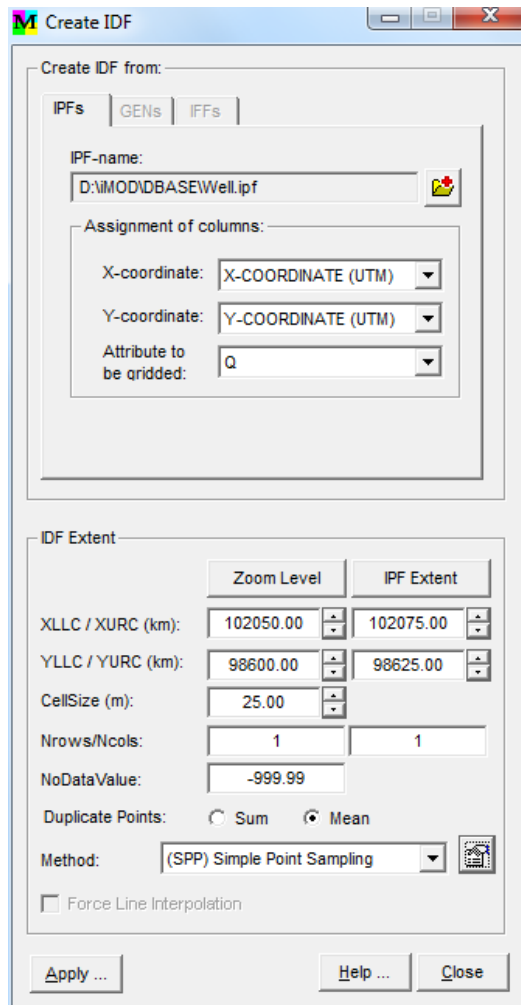 M Create IDF
X
Create IDF from:
IPFs GENs IFFs
IPF-name:
D:\iMOD\DBASE\Well.ipf
Assignment of columns:
X-coordinate: X-COORDINATE (UTM)
Y-coordinate: Y-COORDINATE (UTM)
Attribute to
be gridded: Q
IDF Extent
Zoom Level IPF Extent
XLLC / XURC (km): 102050.00 102075.00
YLLC / YURC (km): 98600.00 98625.00
CellSize (m): 25.00
Nrows/Ncols: 1 1
NoDataValue: -999.99
Duplicate Points: Sum Mean
Method: (SPP) Simple Point Sampling
Force Line Interpolation
Apply ... Help ... Close